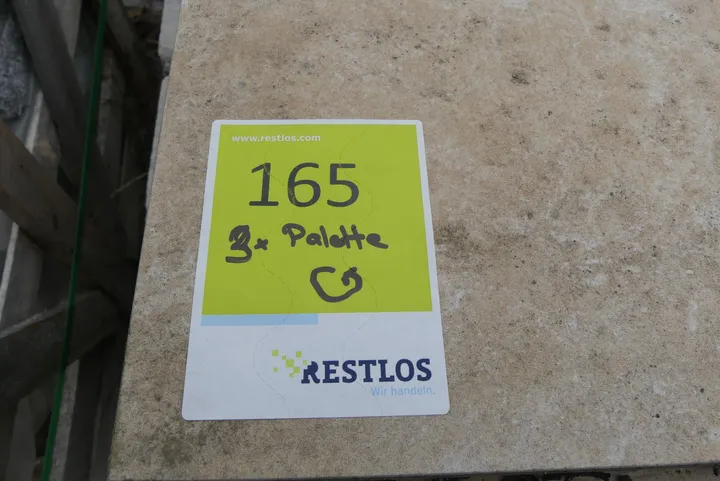 www.restlos.com
165
3x Palette
RESTLOS
Wir handeln.